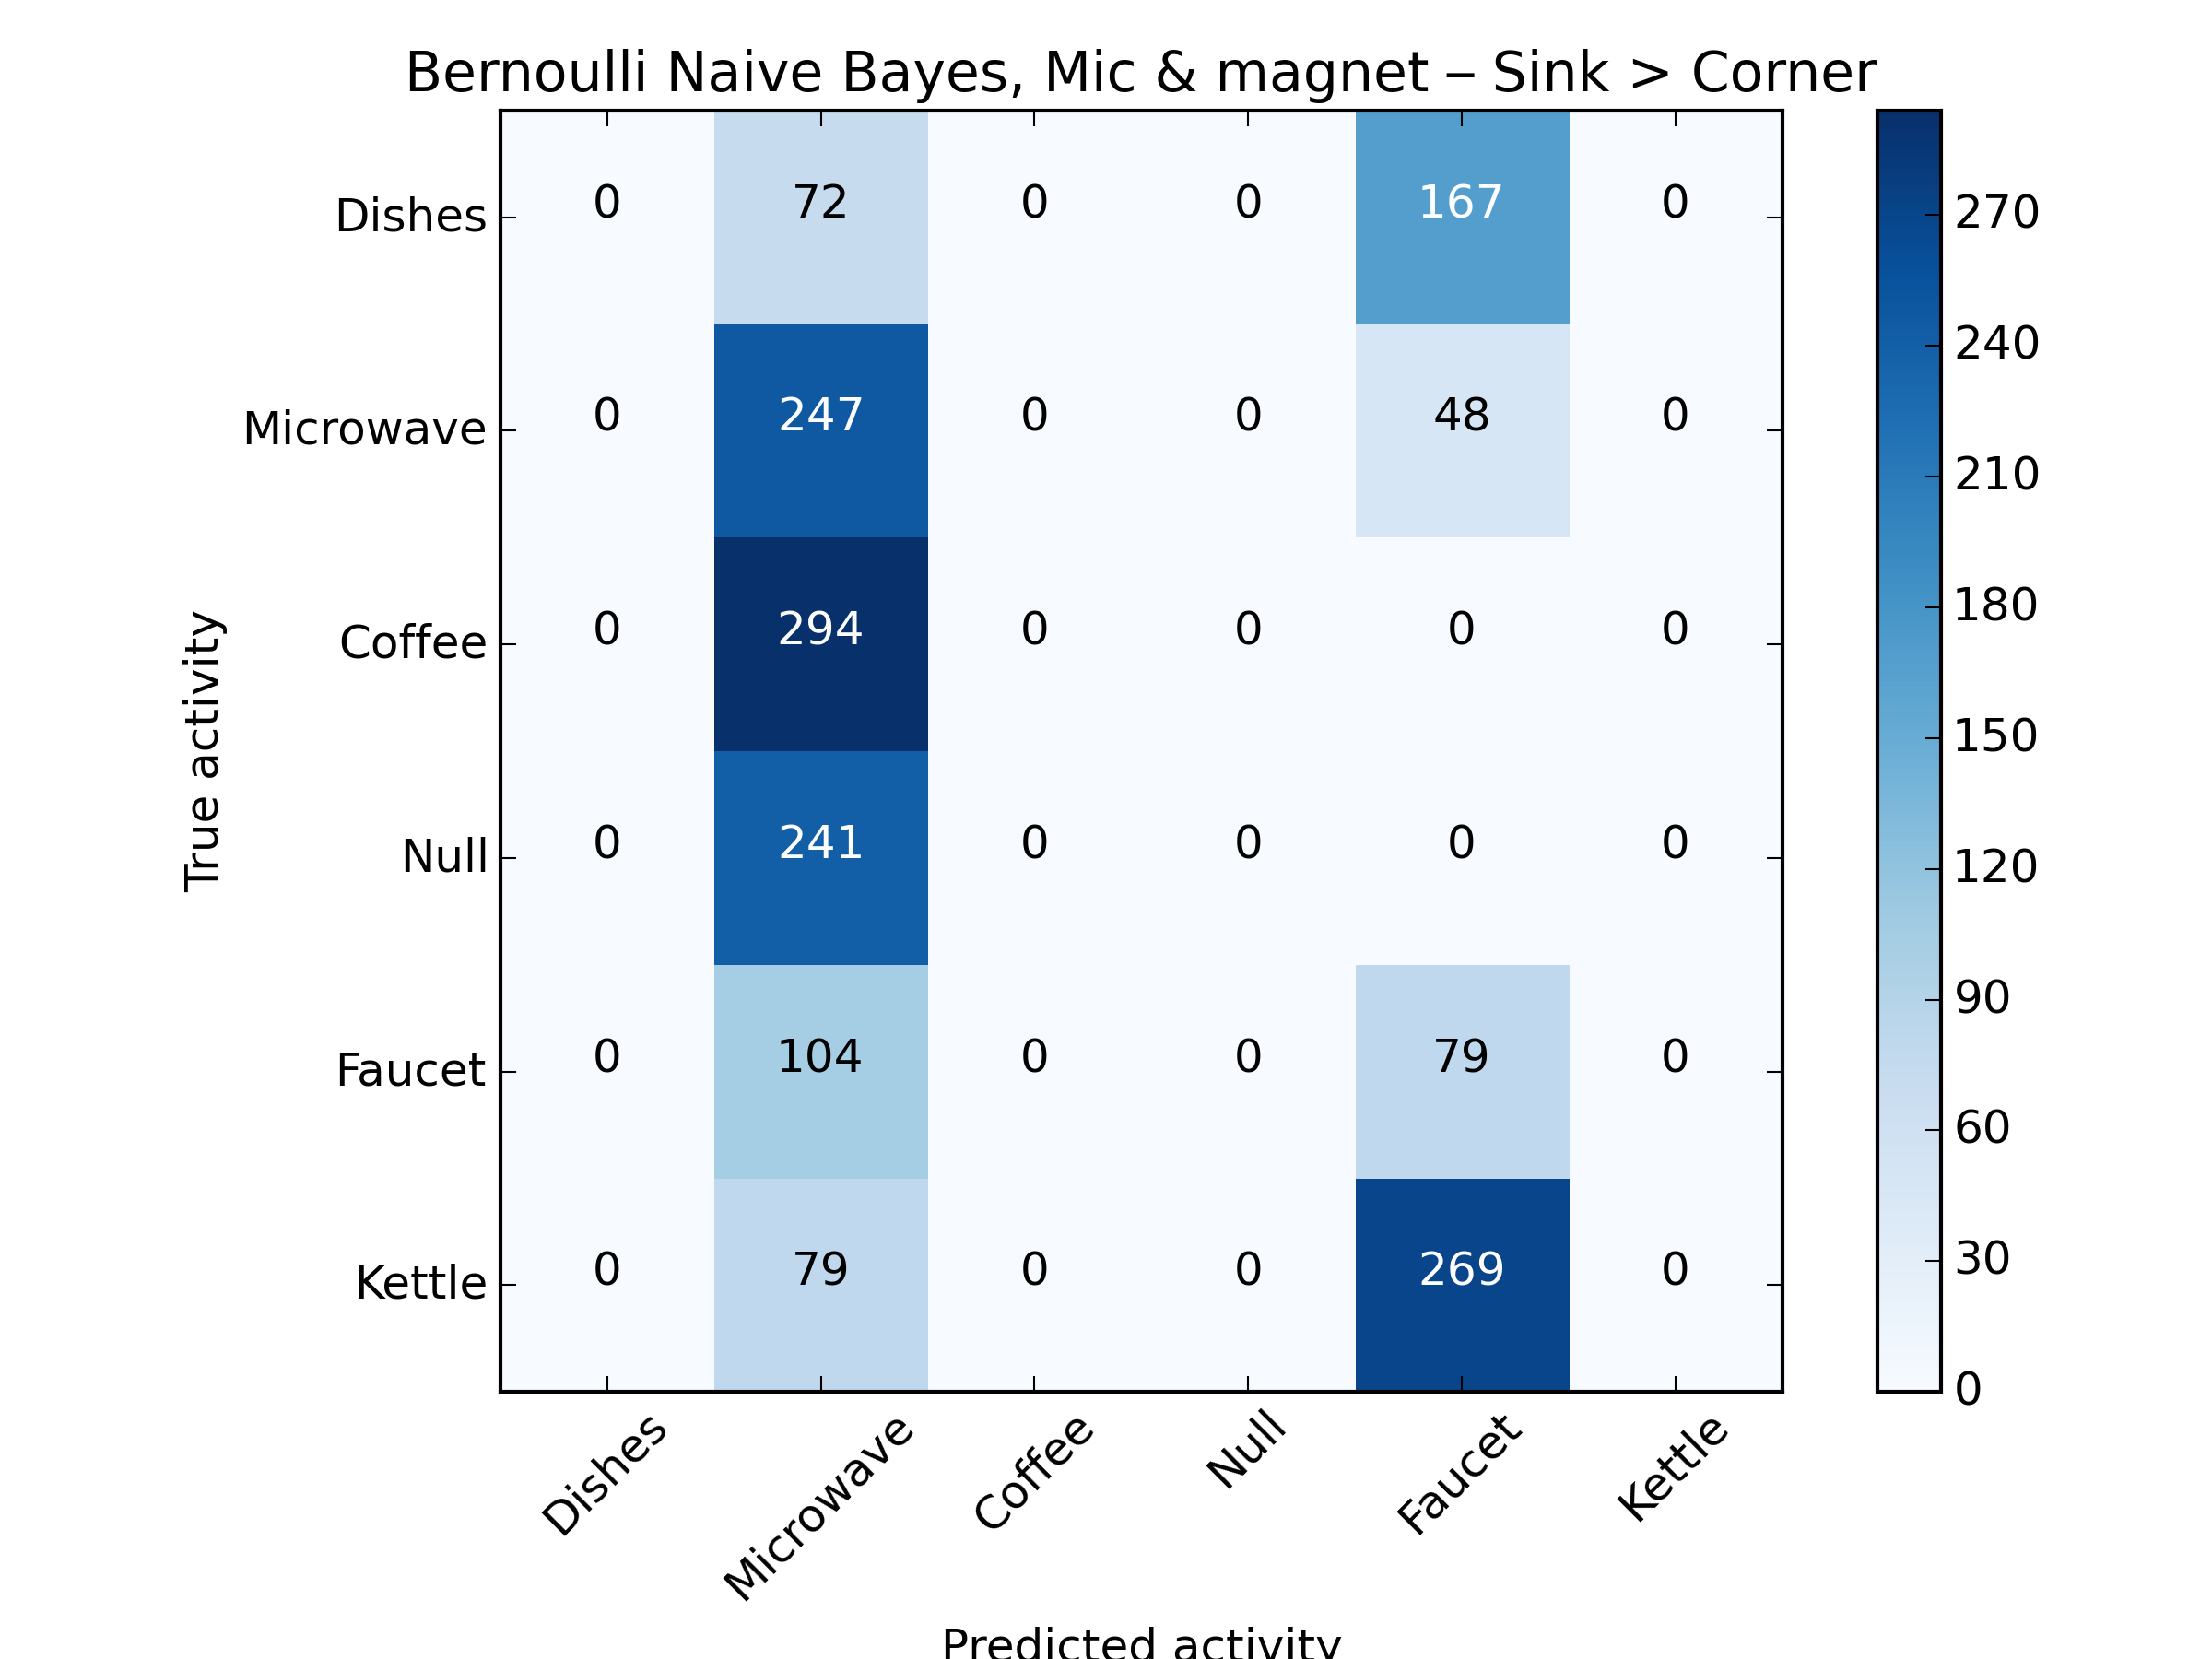 Bernoulli Naive Bayes, Mic & magnet – Sink > Corner
Dishes 0 72 0 0 167 0
Microwave 0 247 0 0 48 0
Coffee 0 294 0 0 0 0
Null 0 241 0 0 0 0
Faucet 0 104 0 0 79 0
Kettle 0 79 0 0 269 0
True activity
Dishes Microwave Coffee Null Faucet Kettle
Predicted activity
270
240
210
180
150
120
90
60
30
0